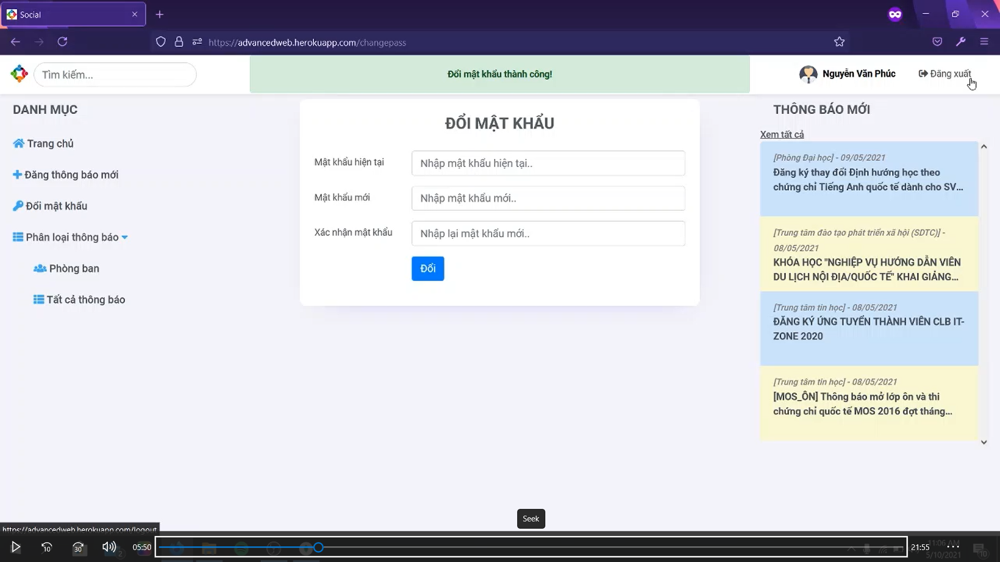 Social
https://advancedweb.herokuapp.com/changepass
Tìm kiếm...
Đổi mật khẩu thành công!
Nguyễn Văn Phúc
Đăng xuất
DANH MỤC
Trang chủ
Đăng thông báo mới
Đổi mật khẩu
Phân loại thông báo
Phòng ban
Tất cả thông báo
ĐỔI MẬT KHẨU
Mật khẩu hiện tại
Nhập mật khẩu hiện tại..
Mật khẩu mới
Nhập mật khẩu mới..
Xác nhận mật khẩu
Nhập lại mật khẩu mới..
Đổi
THÔNG BÁO MỚI
Xem tất cả
[Phòng Đại học] - 09/05/2021
Đăng ký thay đổi Định hướng học theo
chứng chỉ Tiếng Anh quốc tế dành cho SV...
[Trung tâm đào tạo phát triển xã hội (SDTC)] -
08/05/2021
KHÓA HỌC "NGHIỆP VỤ HƯỚNG DẪN VIÊN
DU LỊCH NỘI ĐỊA/QUỐC TẾ" KHAI GIẢNG...
[Trung tâm tin học] - 08/05/2021
ĐĂNG KÝ ỨNG TUYỂN THÀNH VIÊN CLB IT-
ZONE 2020
[Trung tâm tin học] - 08/05/2021
[MOS_ÔN] Thông báo mở lớp ôn và thi
chứng chỉ quốc tế MOS 2016 đợt tháng...
Seek
https://advancedweb.herokuapp.com/logout
10
30
05:50
21:55
11:06 AM
5/10/2021
10